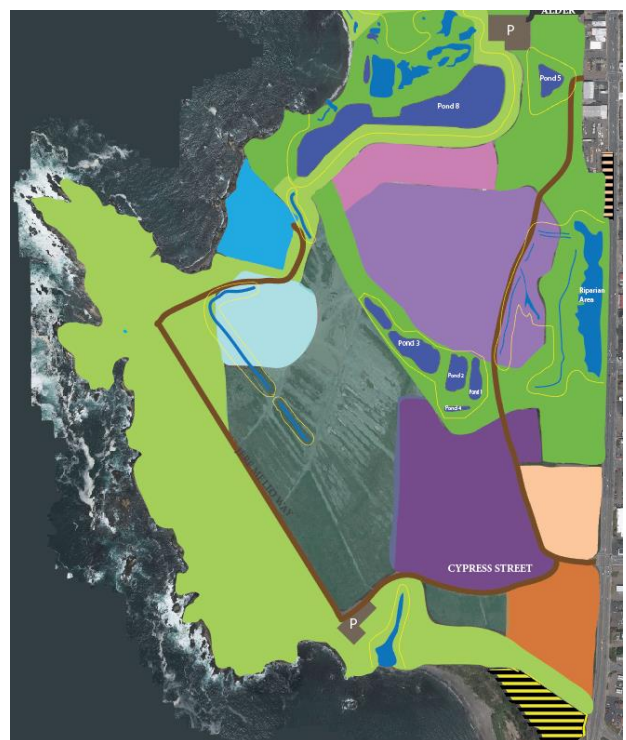 ALDER
P
Pond 5
Pond 8
Riparian
Area
Pond 3
Pond 2
Pond 1
Pond 4
CYPRESS STREET
P